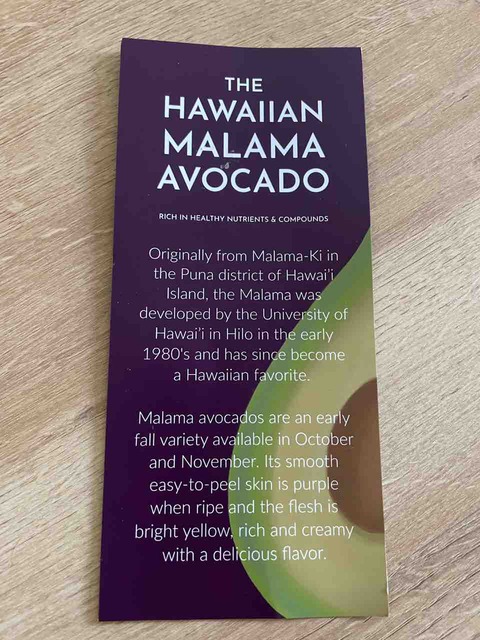 THE
HAWAIIAN
MALAMA
AVOCADO
RICH IN HEALTHY NUTRIENTS & COMPOUNDS
Originally from Malama-Ki in
the Puna district of Hawai'i
Island, the Malama was
developed by the University of
Hawai'i in Hilo in the early
1980's and has since become
a Hawaiian favorite.
Malama avocados are an early
fall variety available in October
and November. Its smooth
easy-to-peel skin is purple
when ripe and the flesh is
bright yellow, rich and creamy
with a delicious flavor.